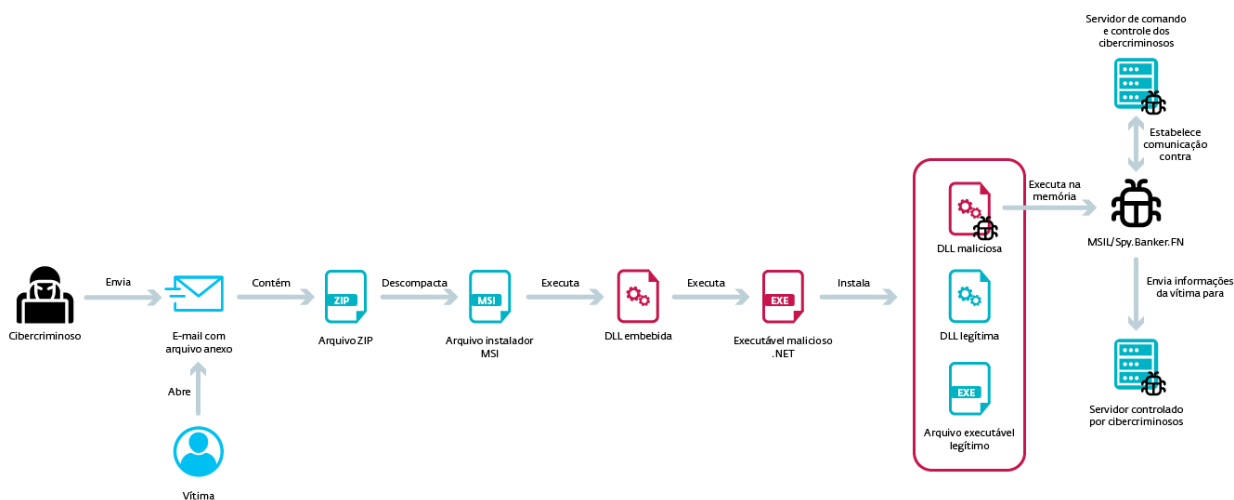 Servidor de comando
e controle dos
cibercriminosos
Estabelece
comunicação
contra
Executa na
memória
MSIL/Spy.Banker.FN
DLL maliciosa
Envia
Contém
Descompacta
Executa
Executa
Instala
Envia informações
da vítima para
ZIP
MSI
EXE
Cibercriminoso
E-mail com
arquivo anexo
Arquivo ZIP
Arquivo instalador
MSI
DLL embebida
Executável malicioso
.NET
DLL legítima
Abre
EXE
Arquivo executável
legítimo
Servidor controlado
por cibercriminosos
Vítima